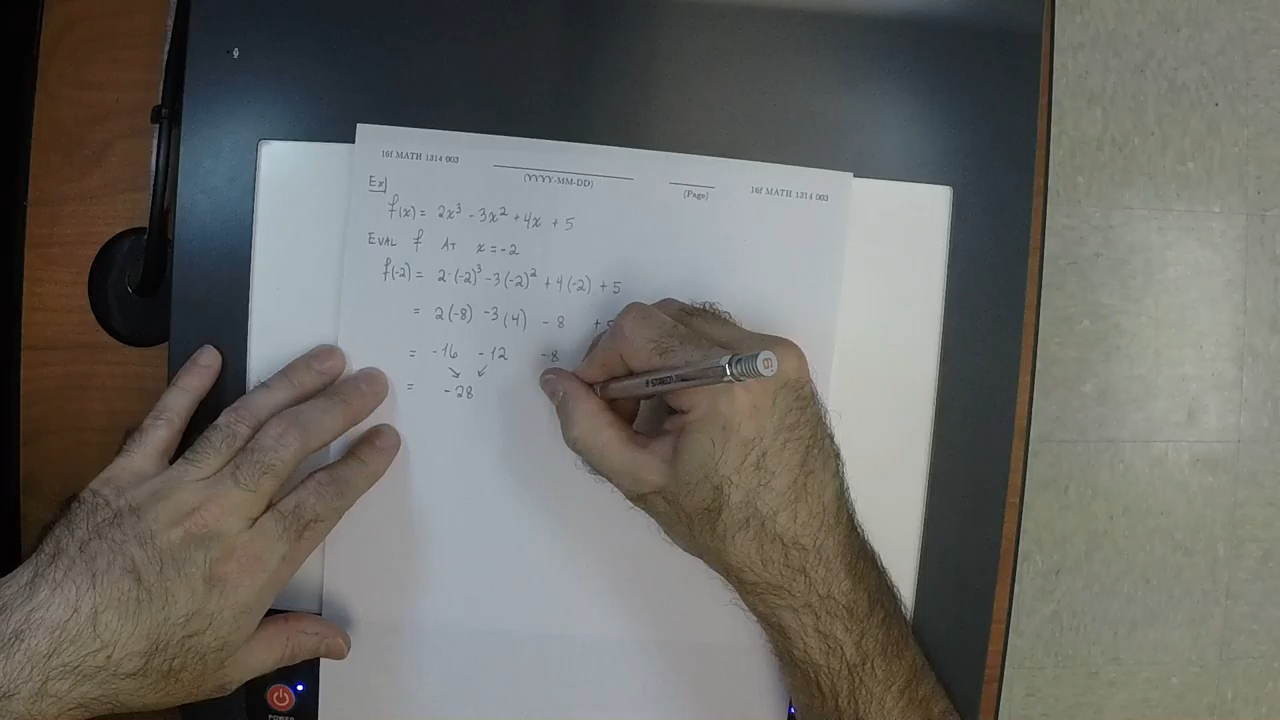 16f MATH 1314 003
(YYYY-MM-DD)
(Page)
16f MATH 1314 003
Ex)
f(x) = 2x³ - 3x² + 4x + 5
EVAL f AT x = -2
f(-2) = 2·(-2)³ - 3(-2)² + 4(-2) + 5
= 2(-8) -3(4) - 8 +
= -16 - 12 -8
= -28
POWER